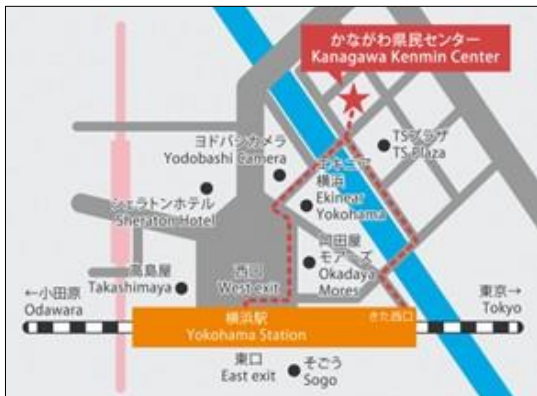 かながわ県民センター
Kanagawa Kenmin Center
TSプラザ
TS Plaza
ヨドバシカメラ
Yodobashi Camera
エキニア
横浜
Ekinear
Yokohama
シェラトンホテル
Sheraton Hotel
岡田屋
モアーズ
Okadaya
Mores
西口
West exit
高島屋
Takashimaya
←小田原
Odawara
東京→
Tokyo
横浜駅
Yokohama Station
きた西口
東口
East exit
そごう
Sogo